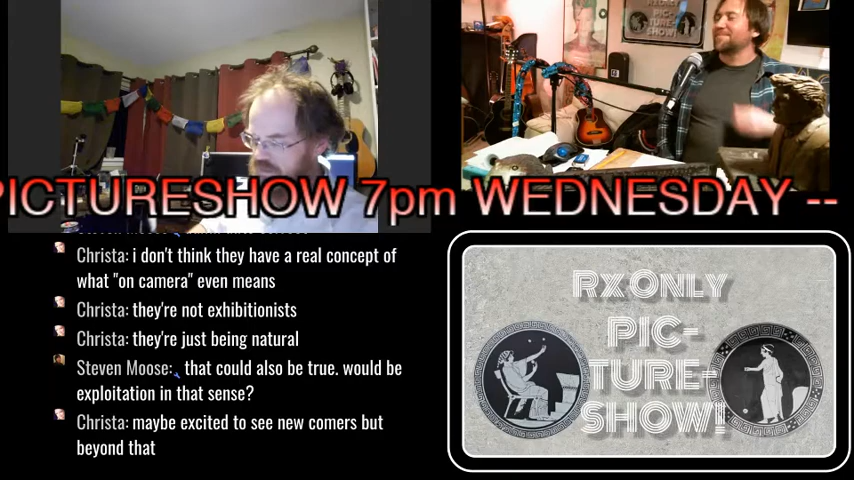 PICTURESHOW 7pm WEDNESDAY --
Christa: i don't think they have a real concept of
what "on camera" even means
Christa: they're not exhibitionists
Christa: they're just being natural
Steven Moose: that could also be true. would be
exploitation in that sense?
Christa: maybe excited to see new comers but
beyond that
RX ONLY
PIC-
TURE-
SHOW!